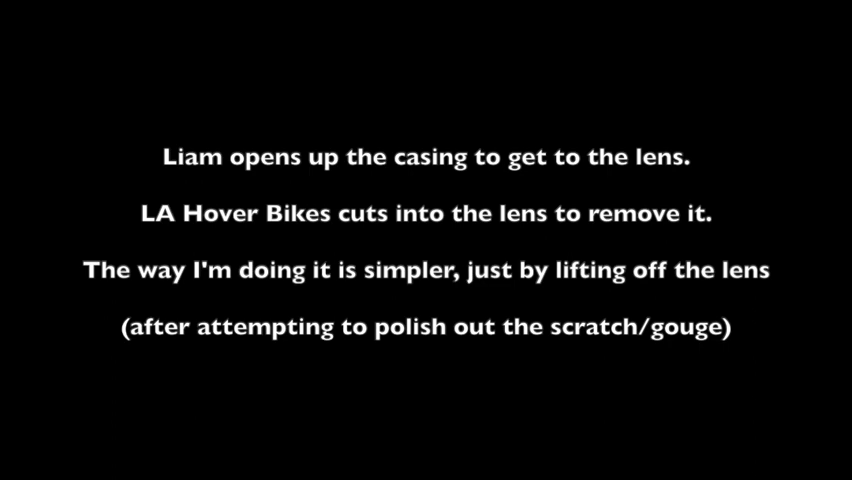 Liam opens up the casing to get to the lens.
LA Hover Bikes cuts into the lens to remove it.
The way I'm doing it is simpler, just by lifting off the lens
(after attempting to polish out the scratch/gouge)